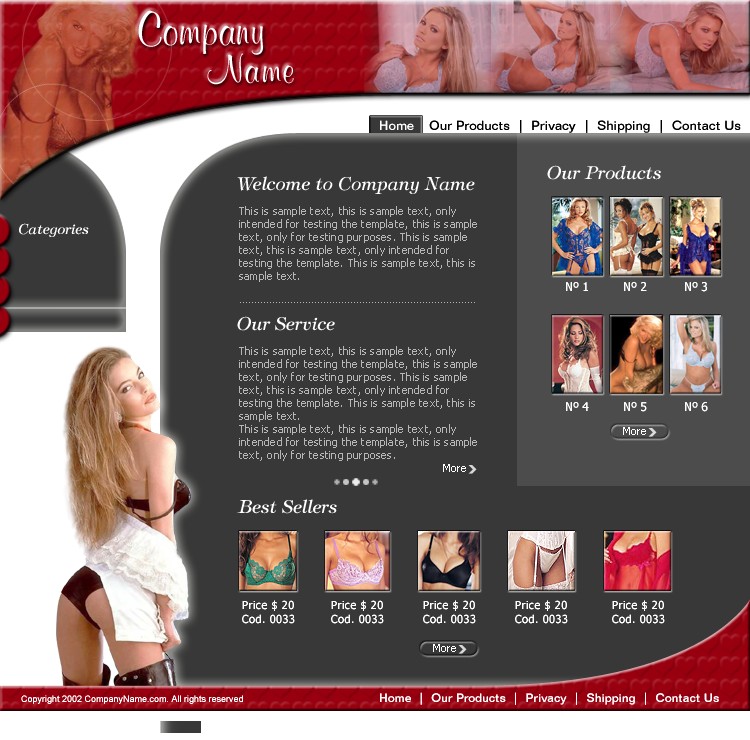 Company
Name
Home
Our Products | Privacy | Shipping | Contact Us
Categories
Welcome to Company Name
This is sample text, this is sample text, only
intended for testing the template, this is sample
text, only for testing purposes. This is sample
text, this is sample text, only intended for
testing the template. This is sample text, this is
sample text.
Our Service
This is sample text, this is sample text, only
intended for testing the template, this is sample
text, only for testing purposes. This is sample
text, this is sample text, only intended for
testing the template. This is sample text, this is
sample text.
This is sample text, this is sample text, only
intended for testing the template, this is sample
text, only for testing purposes.
More
Our Products
Nº 1 Nº 2 Nº 3
Nº 4 Nº 5 Nº 6
More
Best Sellers
Price $ 20 Price $ 20 Price $ 20 Price $ 20 Price $ 20
Cod. 0033 Cod. 0033 Cod. 0033 Cod. 0033 Cod. 0033
More
Copyright 2002 CompanyName.com. All rights reserved
Home | Our Products | Privacy | Shipping | Contact Us